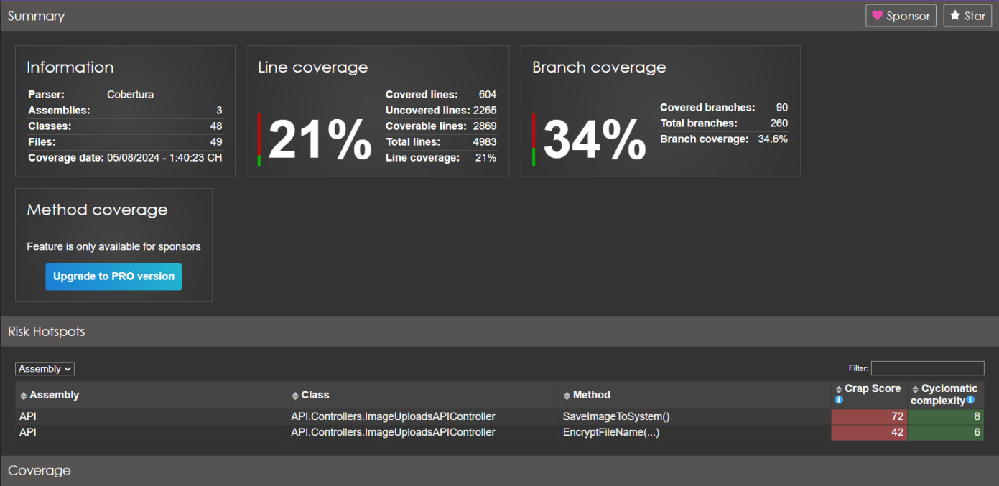 Summary
Sponsor
Star
Information
Parser: Cobertura
Assemblies: 3
Classes: 48
Files: 49
Coverage date: 05/08/2024 - 1:40:23 CH
Line coverage
21%
Covered lines: 604
Uncovered lines: 2265
Coverable lines: 2869
Total lines: 4983
Line coverage: 21%
Branch coverage
34%
Covered branches: 90
Total branches: 260
Branch coverage: 34.6%
Method coverage
Feature is only available for sponsors
Upgrade to PRO version
Risk Hotspots
Assembly
Filter:
Assembly Class Method Crap Score Cyclomatic complexity
API API.Controllers.ImageUploadsAPIController SaveImageToSystem() 72 8
API API.Controllers.ImageUploadsAPIController EncryptFileName(...) 42 6
Coverage